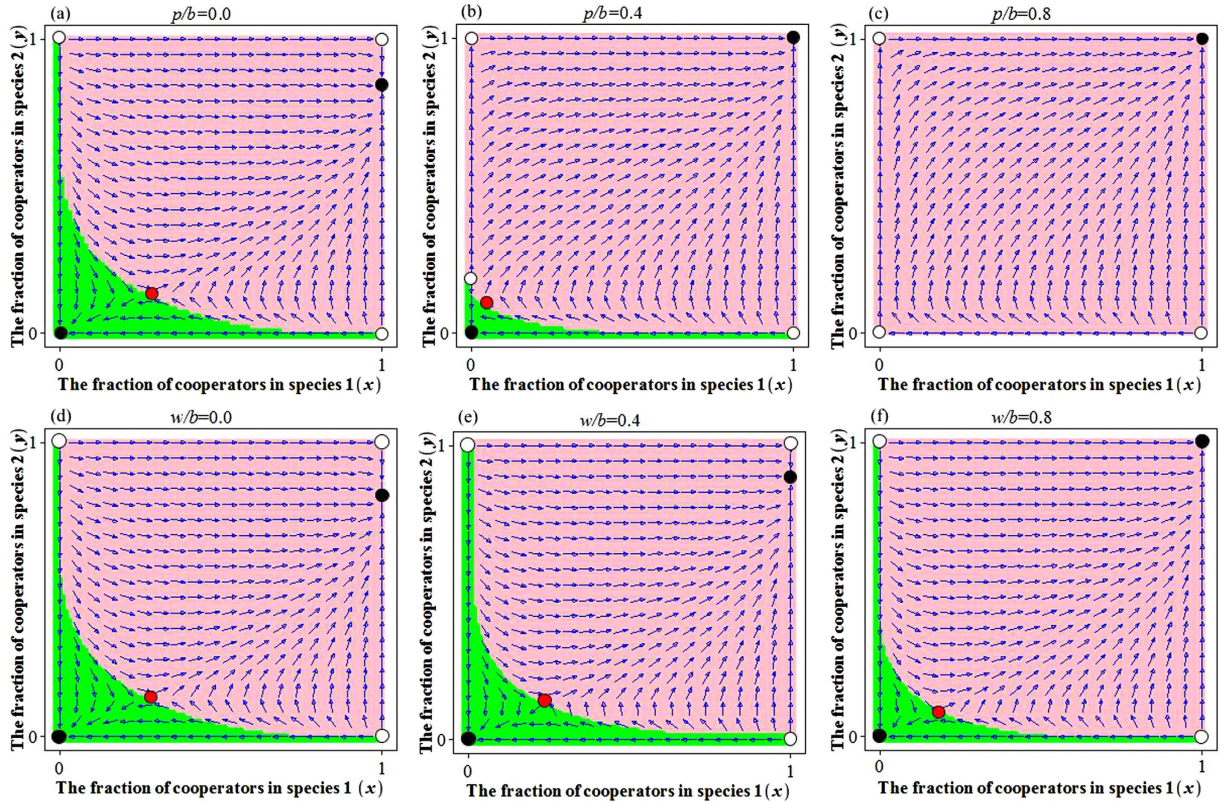 (a) p/b=0.0
(b) p/b=0.4
(c) p/b=0.8
The fraction of cooperators in species 2 (y)
1
0
0 1
The fraction of cooperators in species 1 (x)
The fraction of cooperators in species 2 (y)
1
0
0 1
The fraction of cooperators in species 1 (x)
The fraction of cooperators in species 2 (y)
1
0
0 1
The fraction of cooperators in species 1 (x)
(d) w/b=0.0
(e) w/b=0.4
(f) w/b=0.8
The fraction of cooperators in species 2 (y)
1
0
0 1
The fraction of cooperators in species 1 (x)
The fraction of cooperators in species 2 (y)
1
0
0 1
The fraction of cooperators in species 1 (x)
The fraction of cooperators in species 2 (y)
1
0
0 1
The fraction of cooperators in species 1 (x)